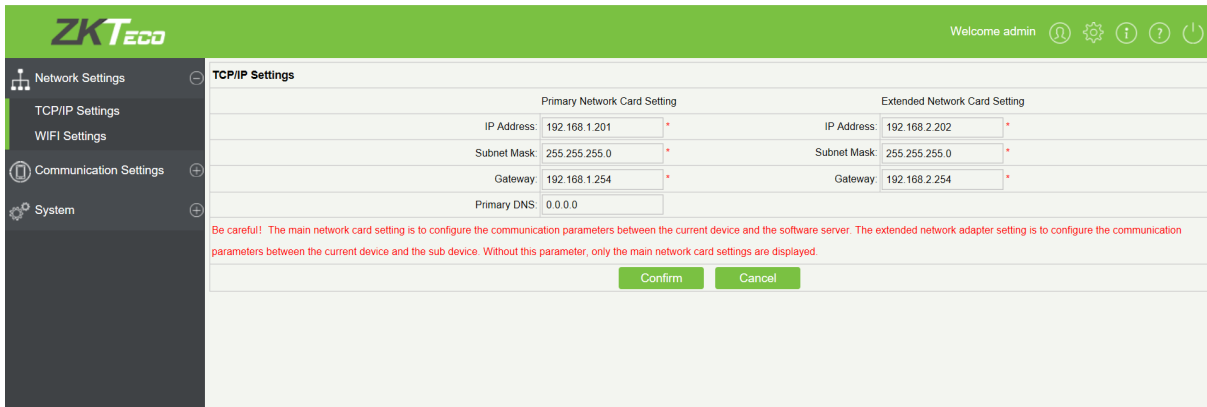 ZKTECO
Welcome admin
Network Settings
TCP/IP Settings
WIFI Settings
Communication Settings
System
TCP/IP Settings
Primary Network Card Setting Extended Network Card Setting
IP Address: 192.168.1.201 * IP Address: 192.168.2.202 *
Subnet Mask: 255.255.255.0 * Subnet Mask: 255.255.255.0 *
Gateway: 192.168.1.254 * Gateway: 192.168.2.254 *
Primary DNS: 0.0.0.0
Be careful! The main network card setting is to configure the communication parameters between the current device and the software server. The extended network adapter setting is to configure the communication
parameters between the current device and the sub device. Without this parameter, only the main network card settings are displayed.
Confirm Cancel